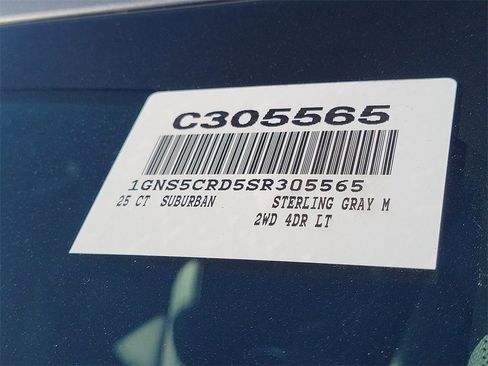 C305565
1GNS5CRD5SR305565
25 CT SUBURBAN STERLING GRAY M
2WD 4DR LT